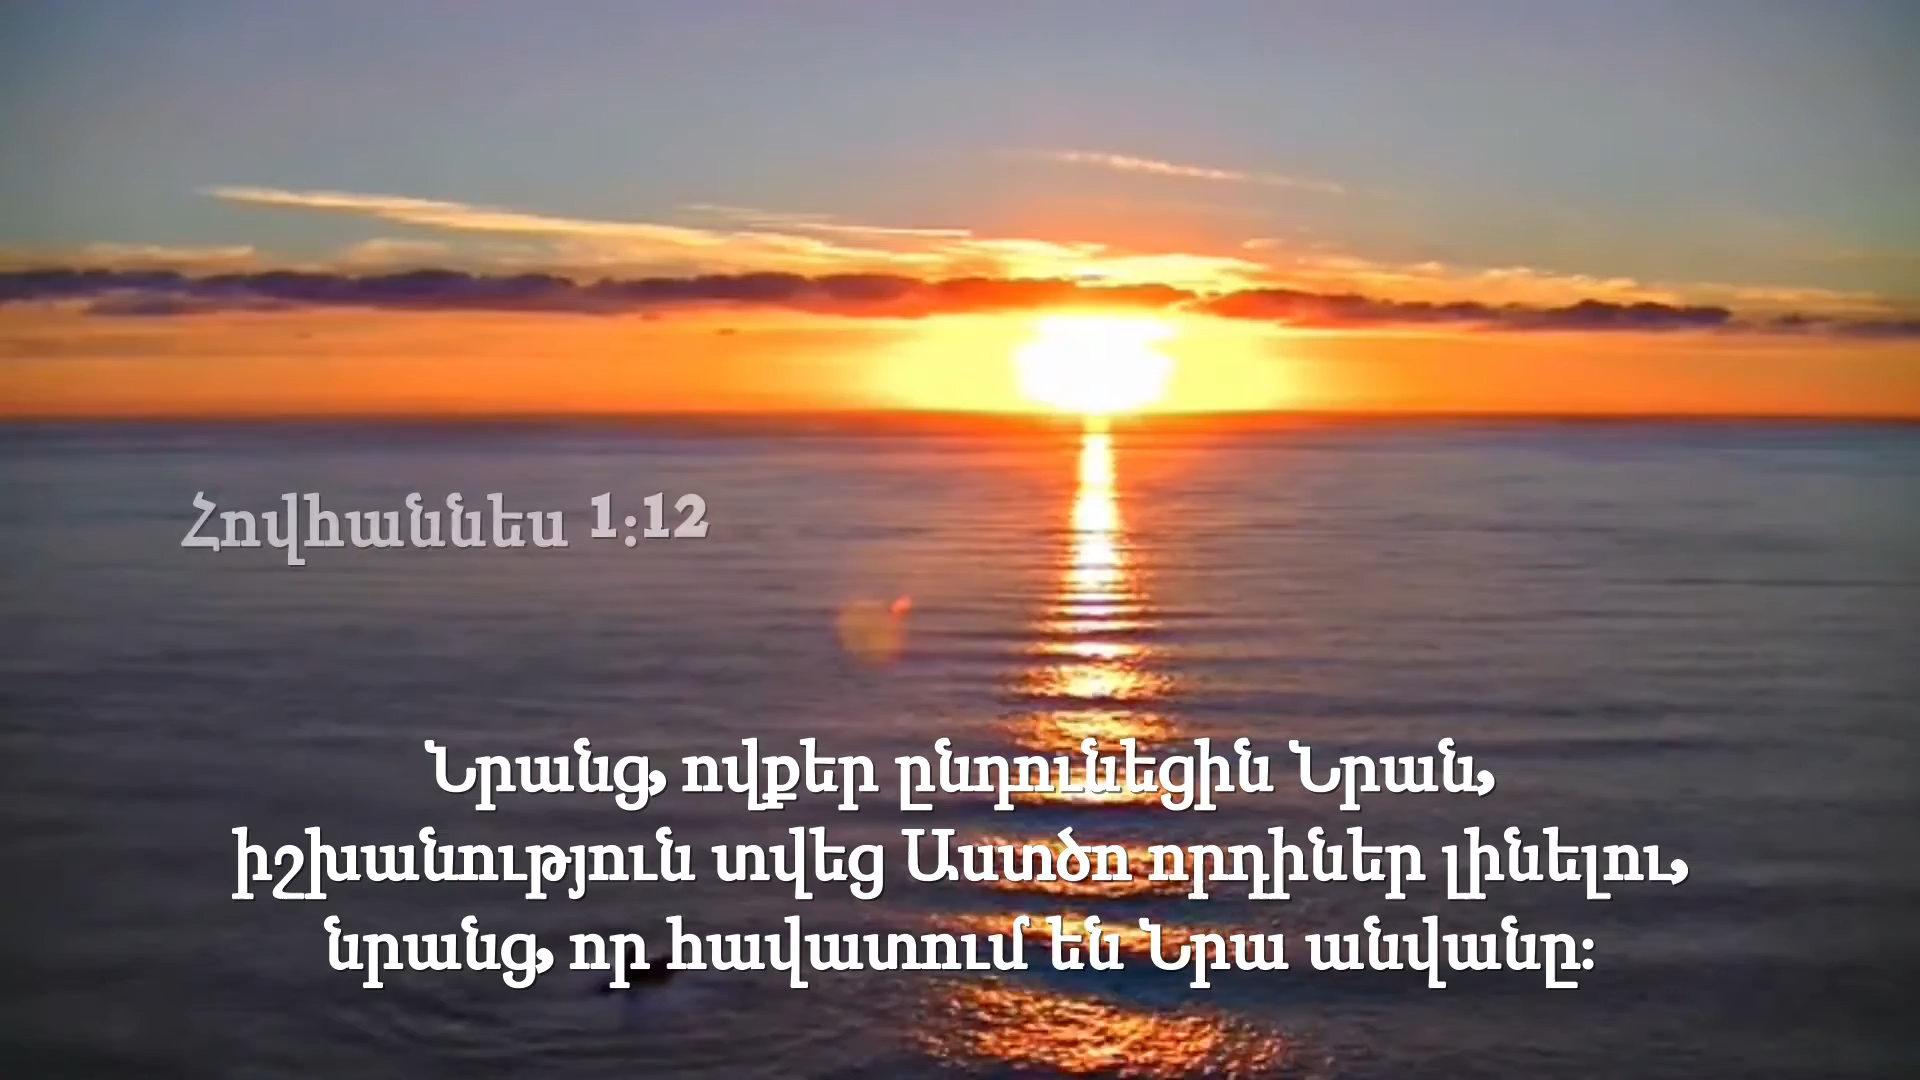 Հովհաննես 1:12
Նրանց, ովքեր ընդունեցին Նրան,
իշխանություն տվեց Աստծո որդիներ լինելու,
նրանց, որ հավատում են Նրա անվանը: